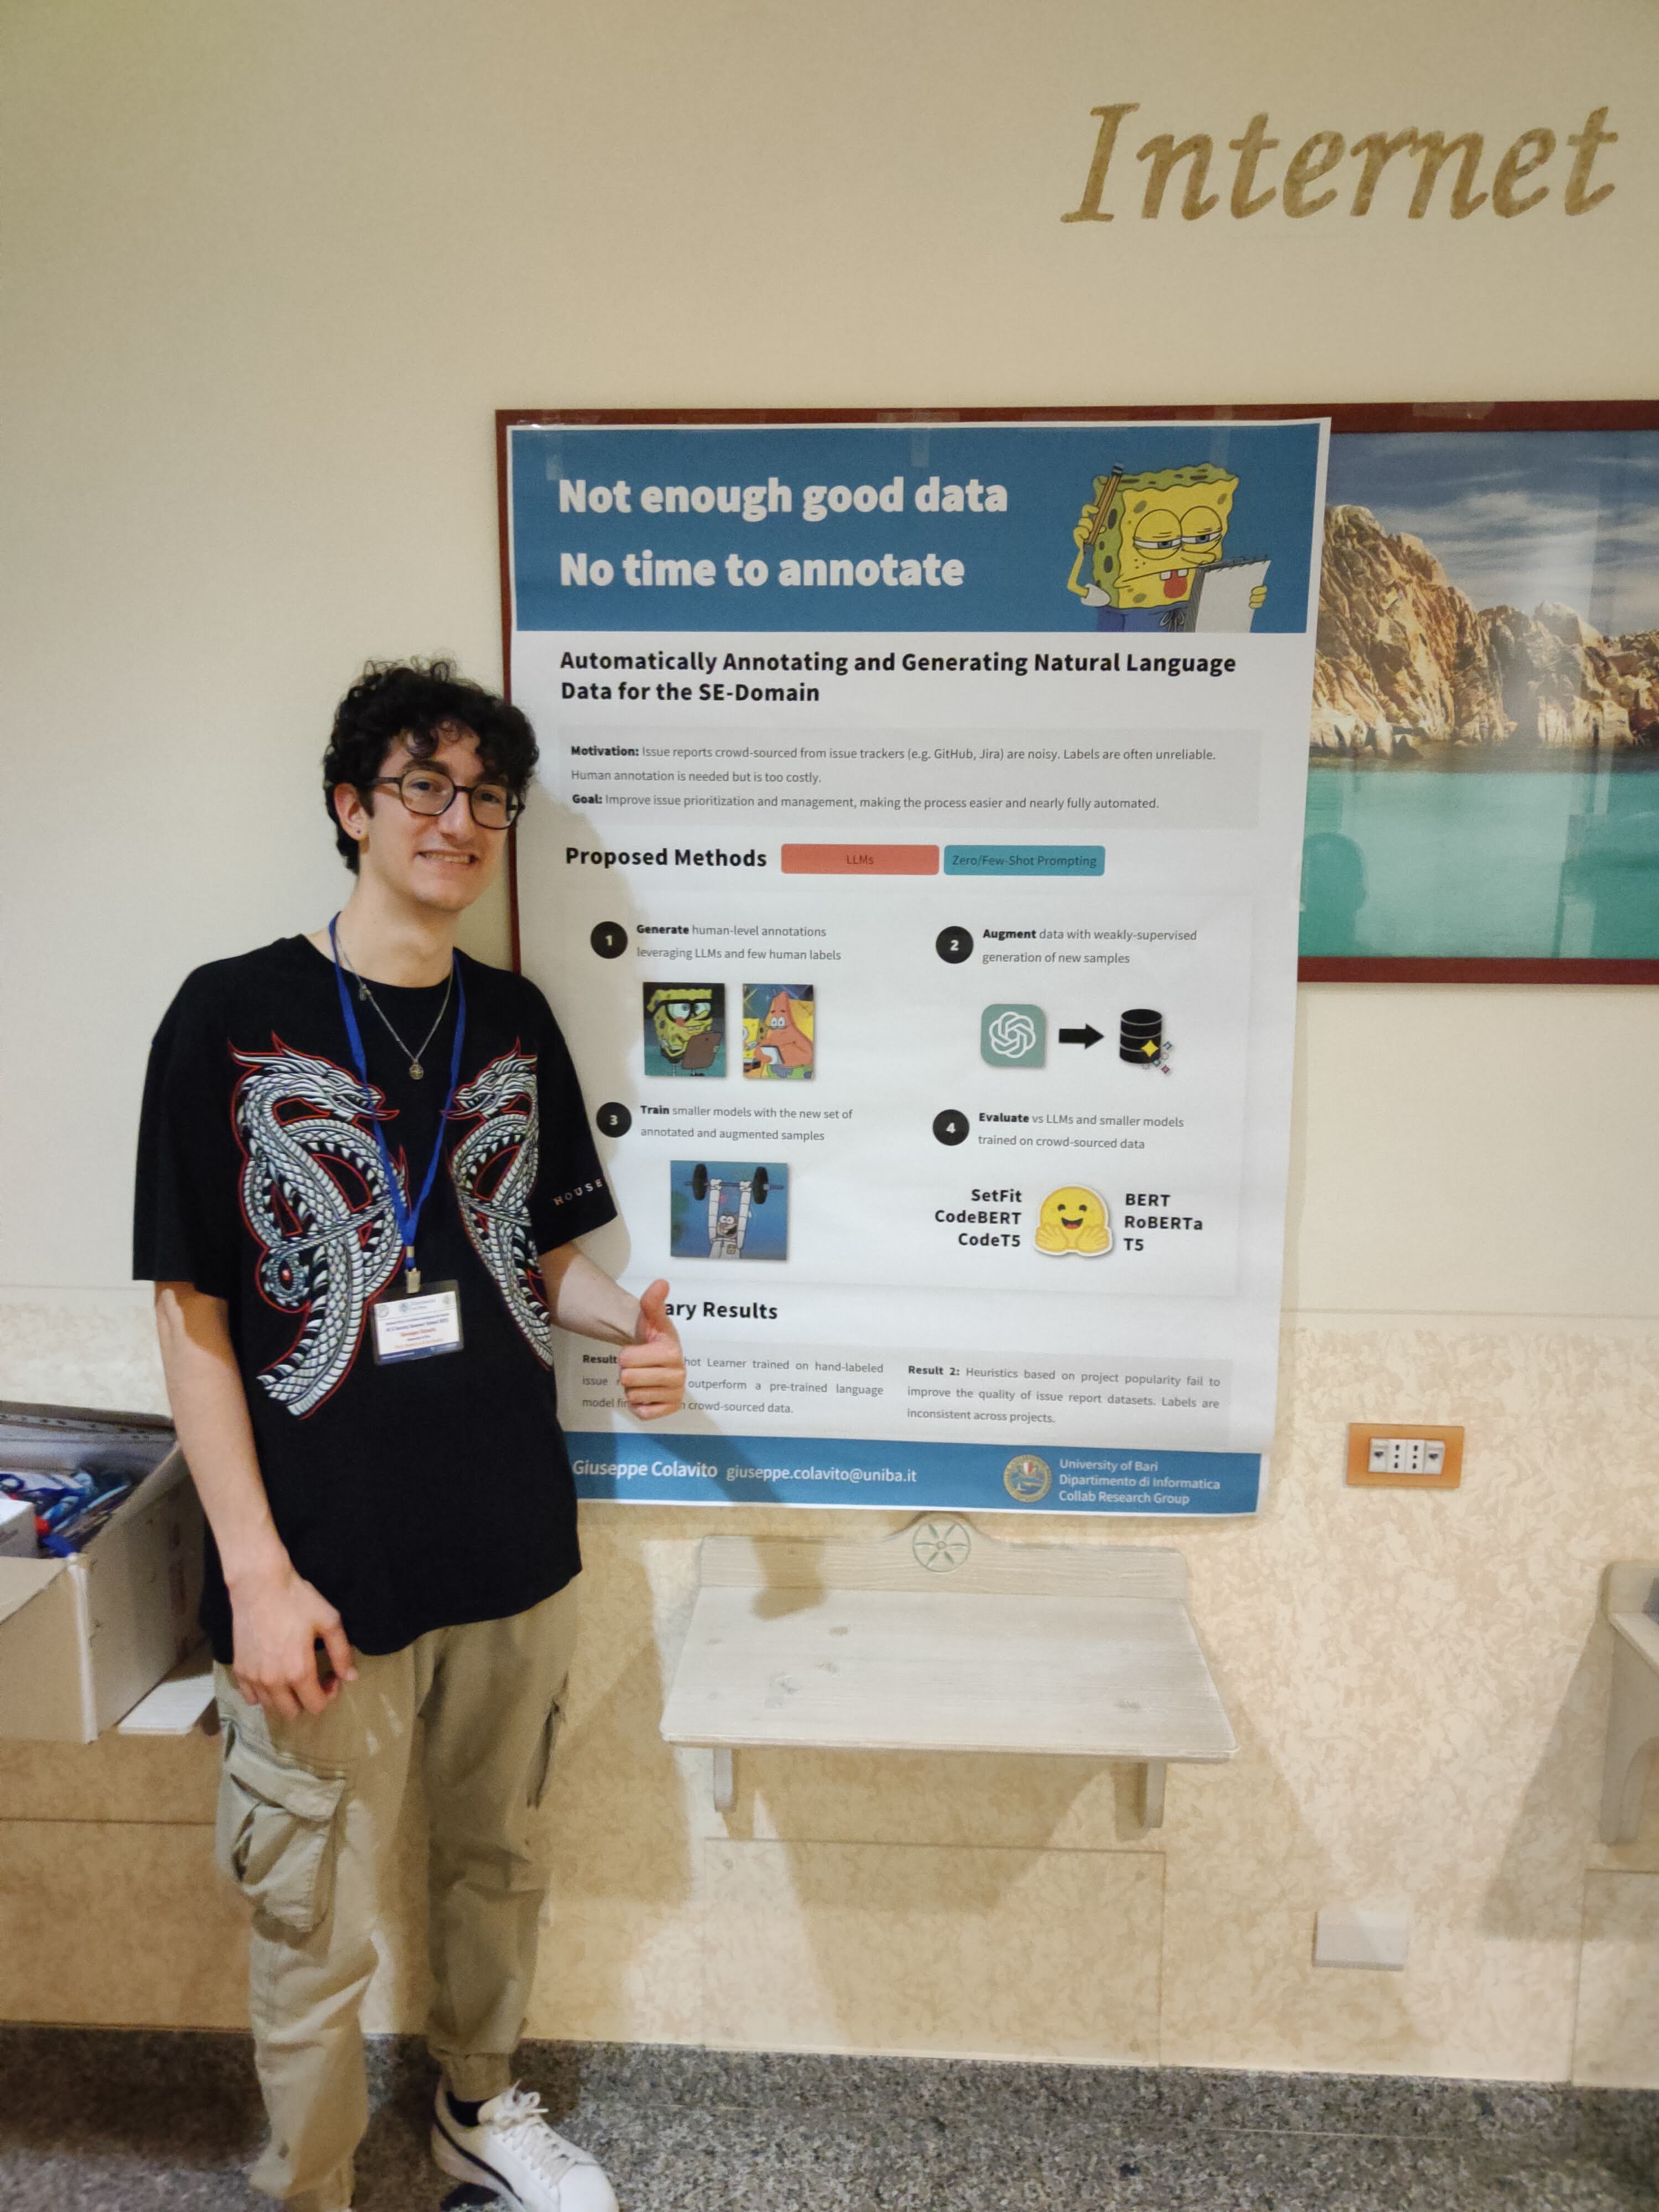 Internet
Not enough good data
No time to annotate
Automatically Annotating and Generating Natural Language
Data for the SE-Domain
Motivation: Issue reports crowd-sourced from issue trackers (e.g. GitHub, Jira) are noisy. Labels are often unreliable.
Human annotation is needed but is too costly.
Goal: Improve issue prioritization and management, making the process easier and nearly fully automated.
Proposed Methods
LLMs
Zero/Few-Shot Prompting
1
Generate human-level annotations
leveraging LLMs and few human labels
2
Augment data with weakly-supervised
generation of new samples
3
Train smaller models with the new set of
annotated and augmented samples
4
Evaluate vs LLMs and smaller models
trained on crowd-sourced data
SetFit
CodeBERT
CodeT5
BERT
RoBERTa
T5
ary Results
Result
hot Learner trained on hand-labeled
issue
outperform a pre-trained language
model
crowd-sourced data.
Result 2: Heuristics based on project popularity fail to
improve the quality of issue report datasets. Labels are
inconsistent across projects.
Giuseppe Colavito giuseppe.colavito@uniba.it
University of Bari
Dipartimento di Informatica
Collab Research Group
HOUSE